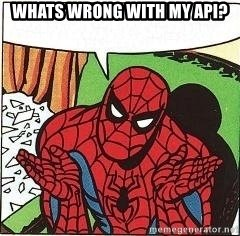 WHATS WRONG WITH MY API?
memegenerator.net